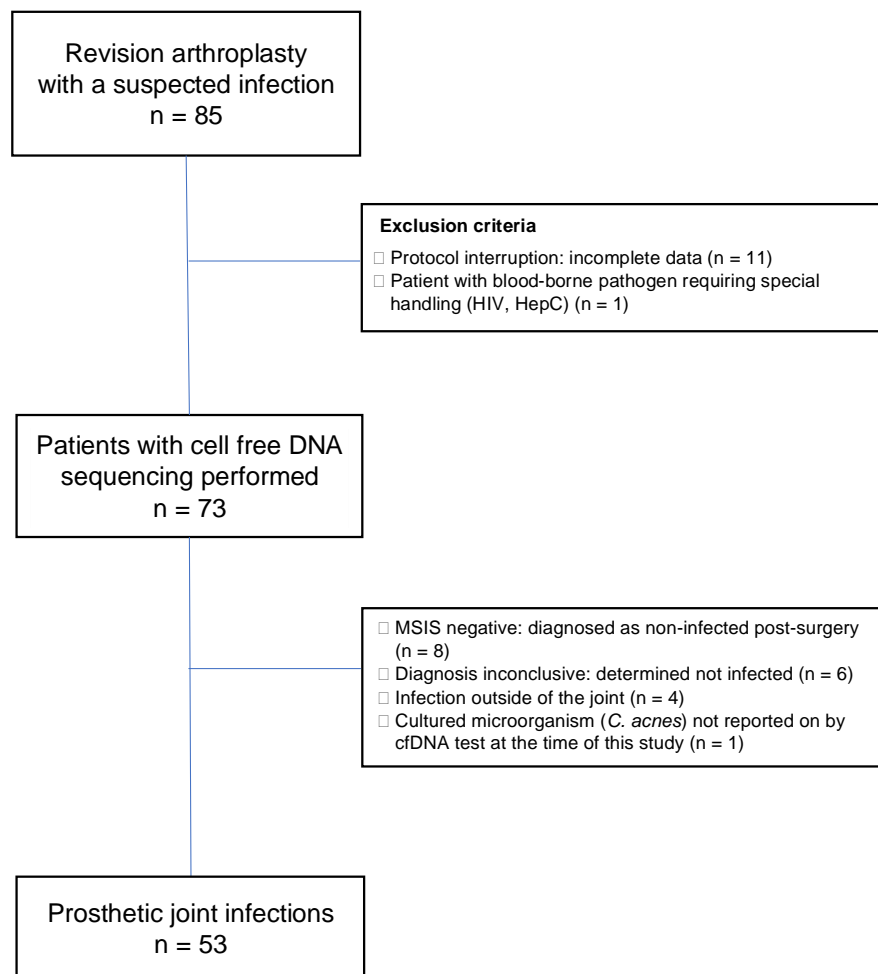 Revision arthroplasty
with a suspected infection
n = 85
Exclusion criteria
□ Protocol interruption: incomplete data (n = 11)
□ Patient with blood-borne pathogen requiring special
handling (HIV, HepC) (n = 1)
Patients with cell free DNA
sequencing performed
n = 73
□ MSIS negative: diagnosed as non-infected post-surgery
(n = 8)
□ Diagnosis inconclusive: determined not infected (n = 6)
□ Infection outside of the joint (n = 4)
□ Cultured microorganism (C. acnes) not reported on by
cfDNA test at the time of this study (n = 1)
Prosthetic joint infections
n = 53